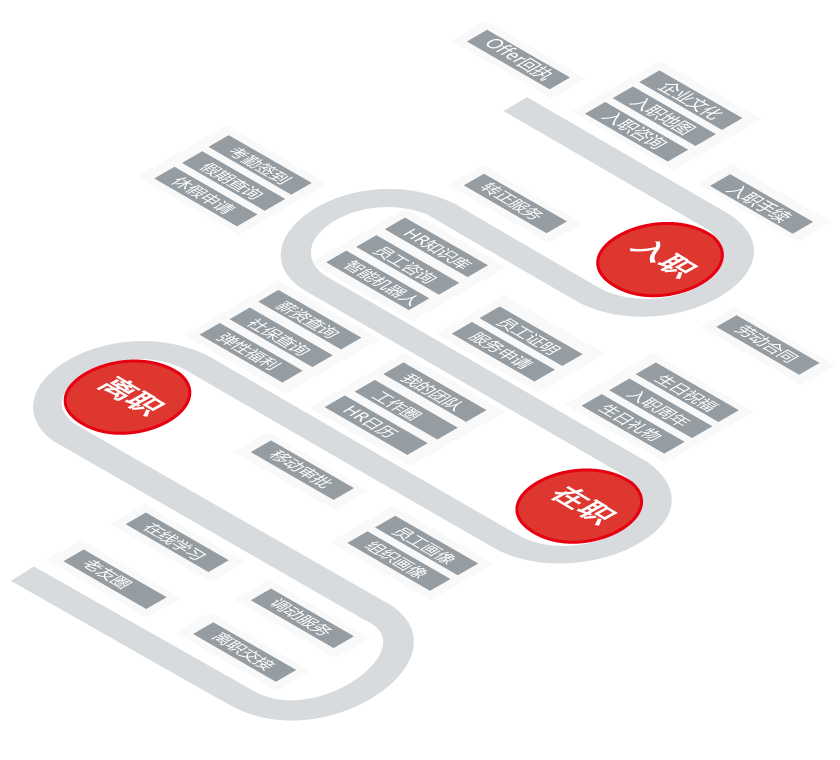 Offer回执
企业文化
入职地图
入职咨询
入职手续
入职
转正服务
考勤签到
假期查询
休假申请
HR知识库
员工咨询
智能机器人
薪资查询
社保查询
弹性福利
员工证明
服务申请
劳动合同
生日祝福
入职周年
生日礼物
我的团队
工作圈
HR日历
离职
在职
移动审批
员工画像
组织画像
在线学习
老友圈
调动服务
离职交接